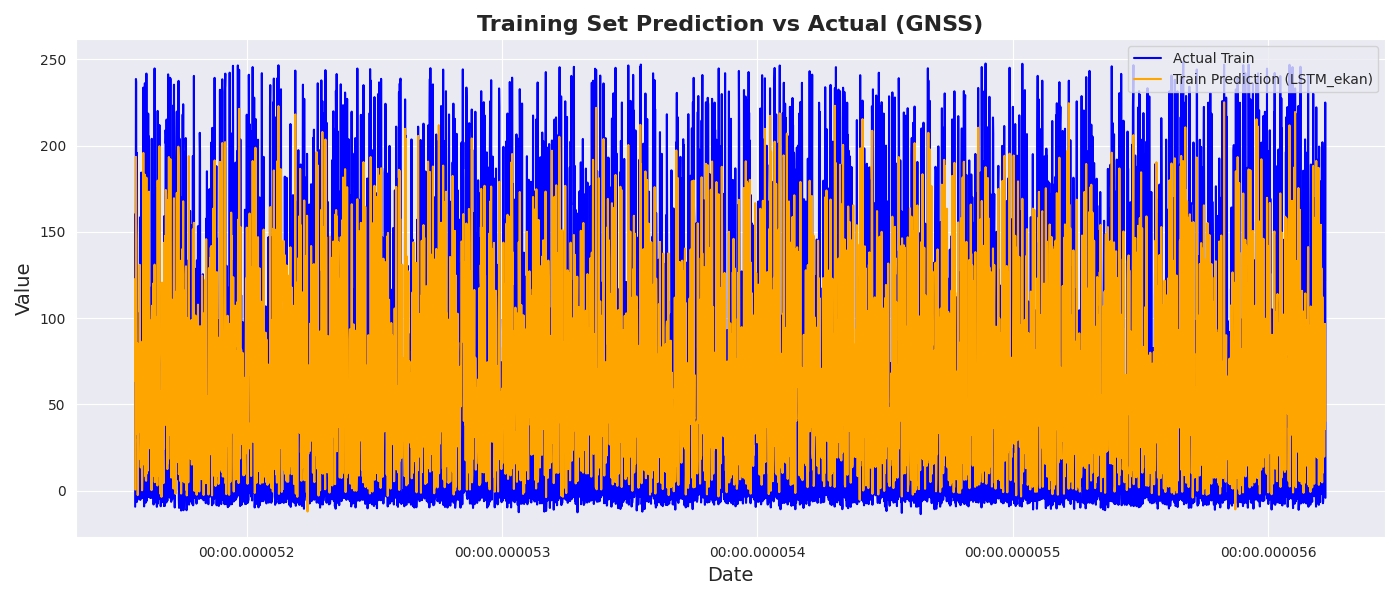 Training Set Prediction vs Actual (GNSS)
Actual Train
Train Prediction (LSTM_ekan)
Value
250
200
150
100
50
0
00:00.000052
00:00.000053
00:00.000054
00:00.000055
00:00.000056
Date